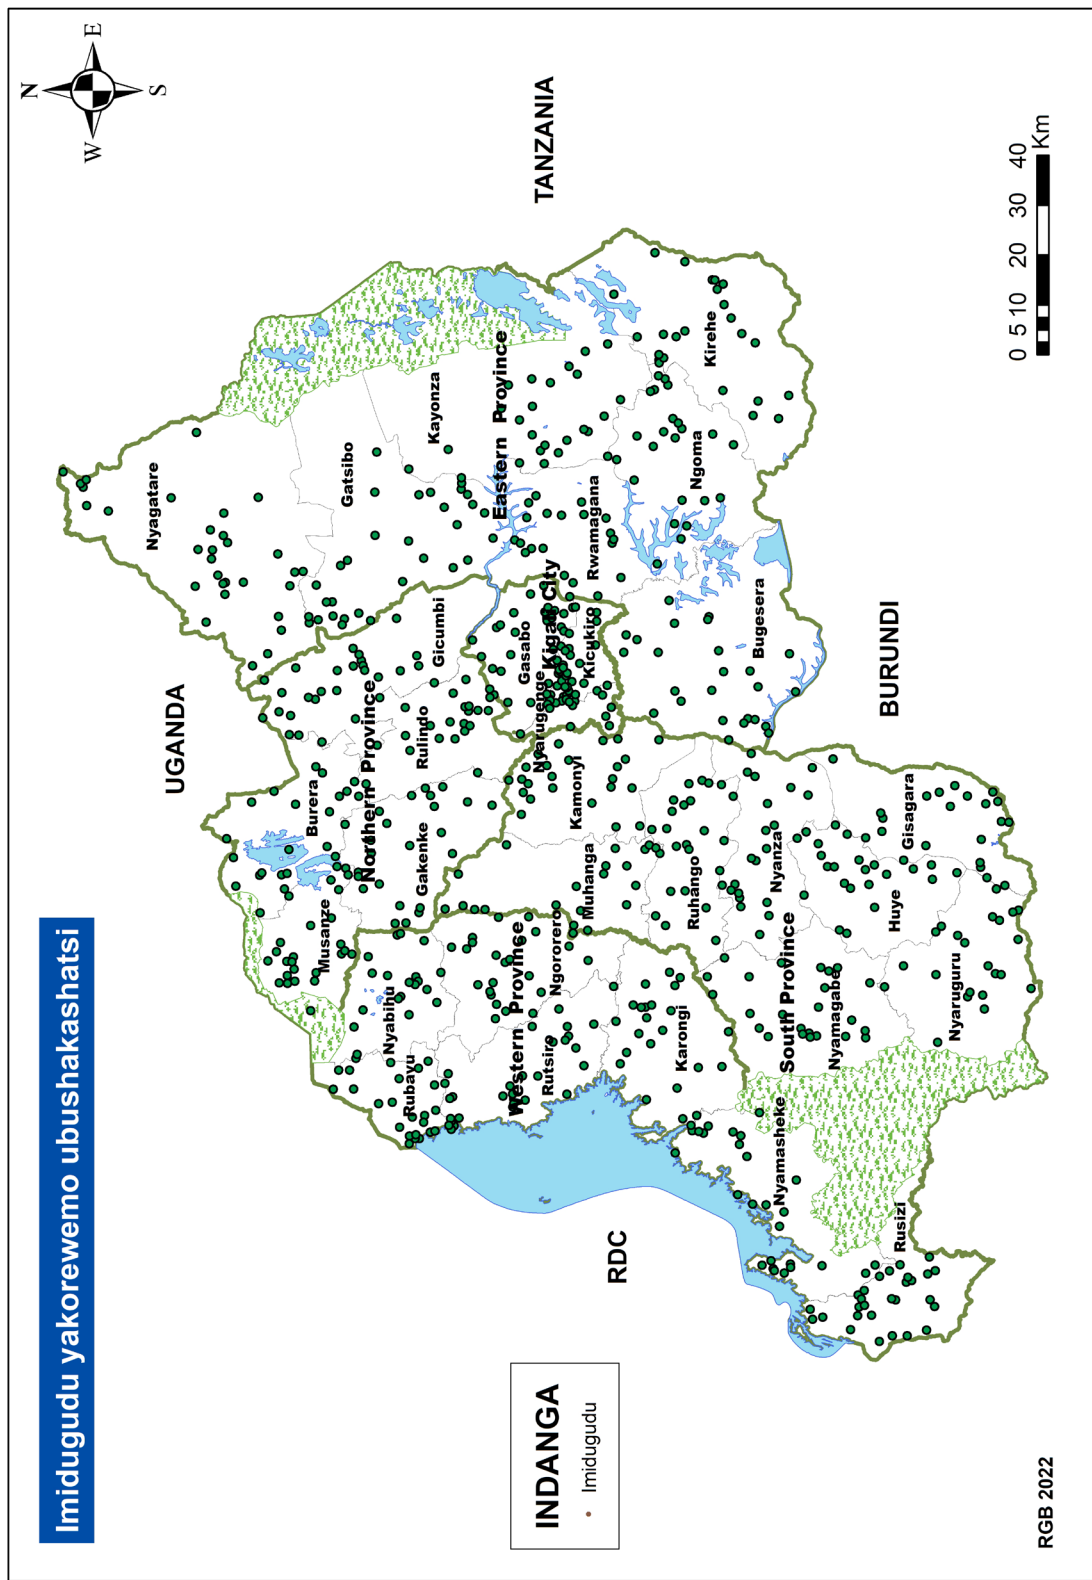 Imidugudu yakorewemo ubushakashatsi
N
W
E
S
UGANDA
TANZANIA
Nyagatare
Burera
Musanze
Gatsibo
Northern Province
Nyabihu
Rubavu
Gakenke
Rulindo
Gicumbi
Kayonza
Eastern Province
Western Province
Rutsiro
Ngororero
Muhanga
Kamonyi
Nyarugenge
Gasabo
Kigali City
Kicukiro
Rwamagana
RDC
Karongi
Ruhango
Ngoma
Kirehe
Nyamasheke
South Province
Nyanza
Bugesera
Nyamagabe
Rusizi
Huye
Gisagara
BURUNDI
Nyaruguru
INDANGA
Imidugudu
0 5 10 20 30 40
Km
RGB 2022